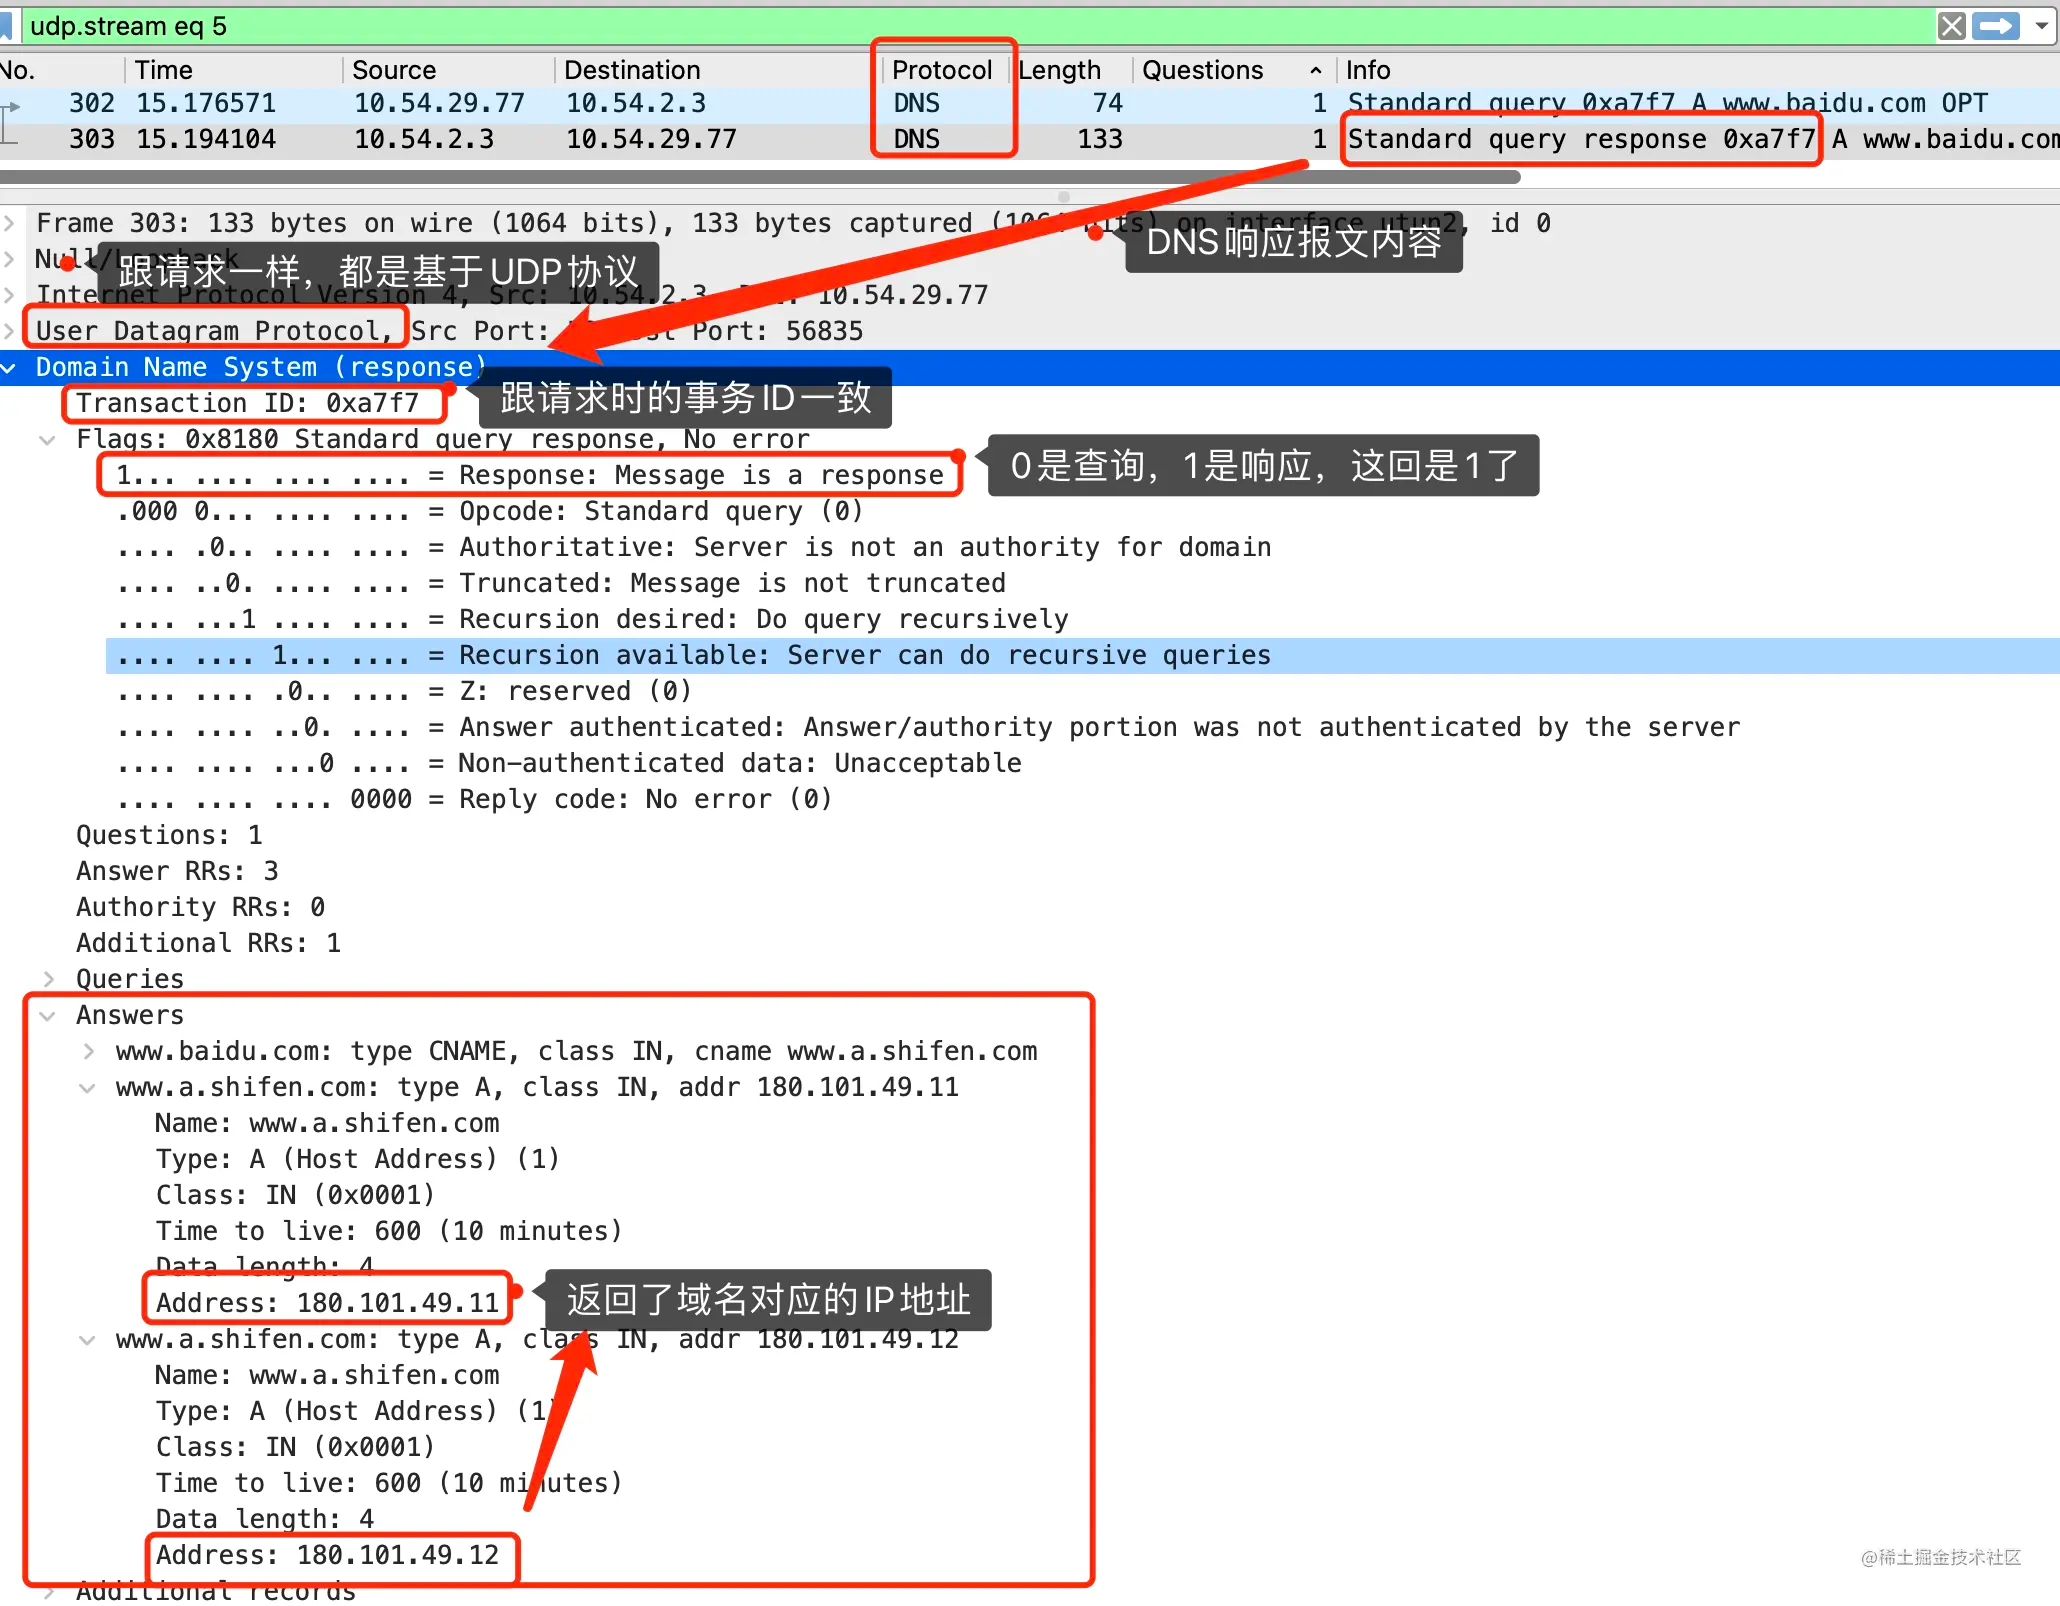 udp.stream eq 5
No. Time Source Destination Protocol Length Questions Info
302 15.176571 10.54.29.77 10.54.2.3 DNS 74 1 Standard query 0xa7f7 A www.baidu.com OPT
303 15.194104 10.54.2.3 10.54.29.77 DNS 133 1 Standard query response 0xa7f7 A www.baidu.com
Frame 303: 133 bytes on wire (1064 bits), 133 bytes captured (1064 bits) on interface utun2, id 0
DNS响应报文内容
Null/Loopback
跟请求一样，都是基于UDP协议
Internet Protocol Version 4, Src: 10.54.2.3, 10.54.29.77
User Datagram Protocol, Src Port: Port: 56835
Domain Name System (response)
跟请求时的事务ID一致
Transaction ID: 0xa7f7
Flags: 0x8180 Standard query response, No error
0是查询，1是响应，这回是1了
1... .... .... .... = Response: Message is a response
.000 0... .... .... = Opcode: Standard query (0)
.... .0.. .... .... = Authoritative: Server is not an authority for domain
.... ..0. .... .... = Truncated: Message is not truncated
.... ...1 .... .... = Recursion desired: Do query recursively
.... .... 1... .... = Recursion available: Server can do recursive queries
.... .... .0.. .... = Z: reserved (0)
.... .... ..0. .... = Answer authenticated: Answer/authority portion was not authenticated by the server
.... .... ...0 .... = Non-authenticated data: Unacceptable
.... .... .... 0000 = Reply code: No error (0)
Questions: 1
Answer RRs: 3
Authority RRs: 0
Additional RRs: 1
Queries
Answers
www.baidu.com: type CNAME, class IN, cname www.a.shifen.com
www.a.shifen.com: type A, class IN, addr 180.101.49.11
Name: www.a.shifen.com
Type: A (Host Address) (1)
Class: IN (0x0001)
Time to live: 600 (10 minutes)
Data length: 4
Address: 180.101.49.11
返回了域名对应的IP地址
www.a.shifen.com: type A, class IN, addr 180.101.49.12
Name: www.a.shifen.com
Type: A (Host Address) (1)
Class: IN (0x0001)
Time to live: 600 (10 minutes)
Data length: 4
Address: 180.101.49.12
Additional records
@稀土掘金技术社区